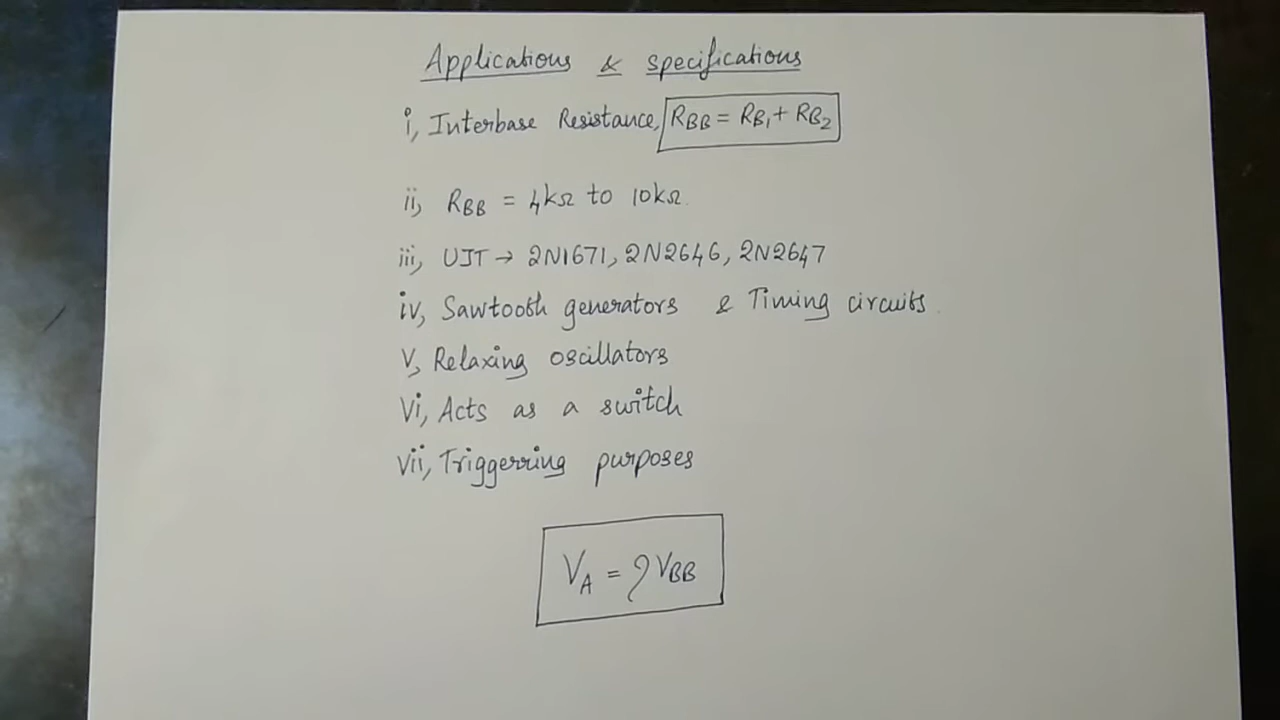 Applications & specifications
i, Interbase Resistance, RBB = RB1 + RB2
ii, RBB = 4kΩ to 10kΩ.
iii, UJT → 2N1671, 2N2646, 2N2647
iv, Sawtooth generators & Timing circuits.
V, Relaxing oscillators
Vi, Acts as a switch
Vii, Triggerring purposes
VA = ηVBB